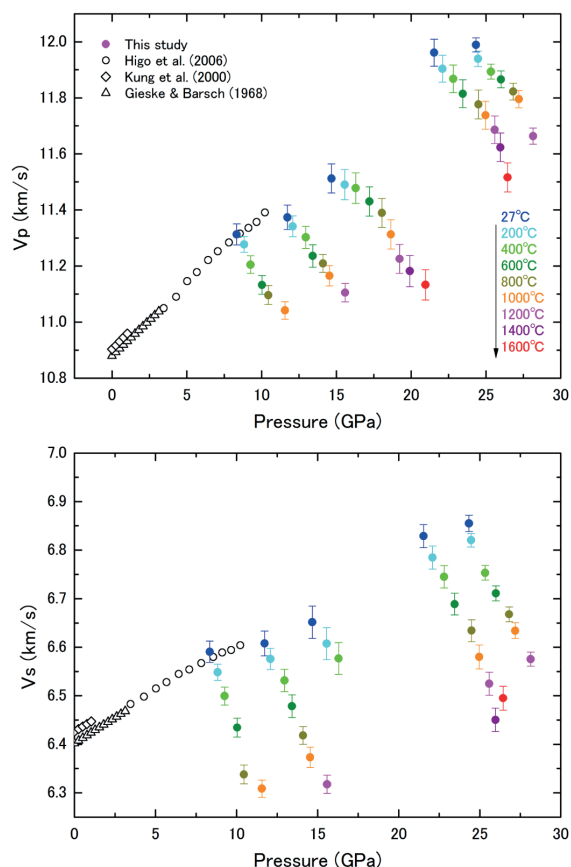 12.0
11.8
11.6
11.4
11.2
11.0
10.8
Vp (km/s)
This study
Higo et al. (2006)
Kung et al. (2000)
Gieske & Barsch (1968)
27℃
200℃
400℃
600℃
800℃
1000℃
1200℃
1400℃
1600℃
0 5 10 15 20 25 30
Pressure (GPa)
7.0
6.9
6.8
6.7
6.6
6.5
6.4
6.3
Vs (km/s)
0 5 10 15 20 25 30
Pressure (GPa)